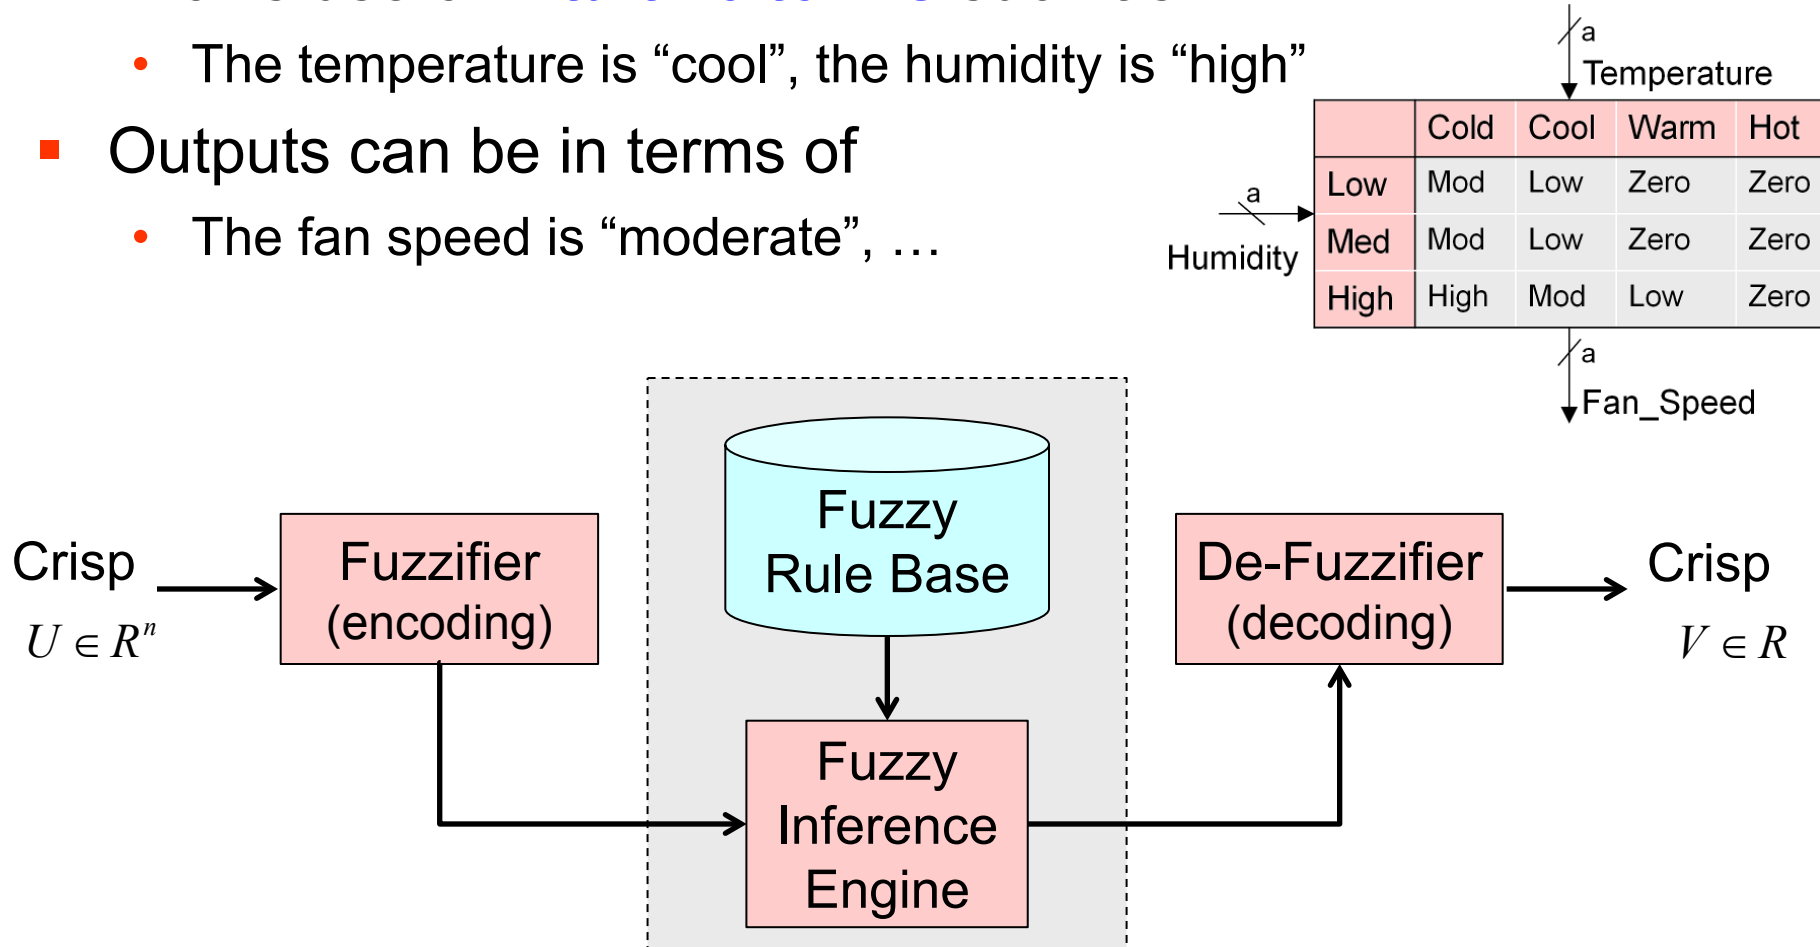 • The temperature is “cool”, the humidity is “high”
▪ Outputs can be in terms of
• The fan speed is “moderate”, …
a
Temperature
Cold Cool Warm Hot
Low Mod Low Zero Zero
Med Mod Low Zero Zero
High High Mod Low Zero
a
Humidity
a
Fan_Speed
Crisp
U ∈ Rⁿ
Fuzzifier
(encoding)
Fuzzy
Rule Base
Fuzzy
Inference
Engine
De-Fuzzifier
(decoding)
Crisp
V ∈ R